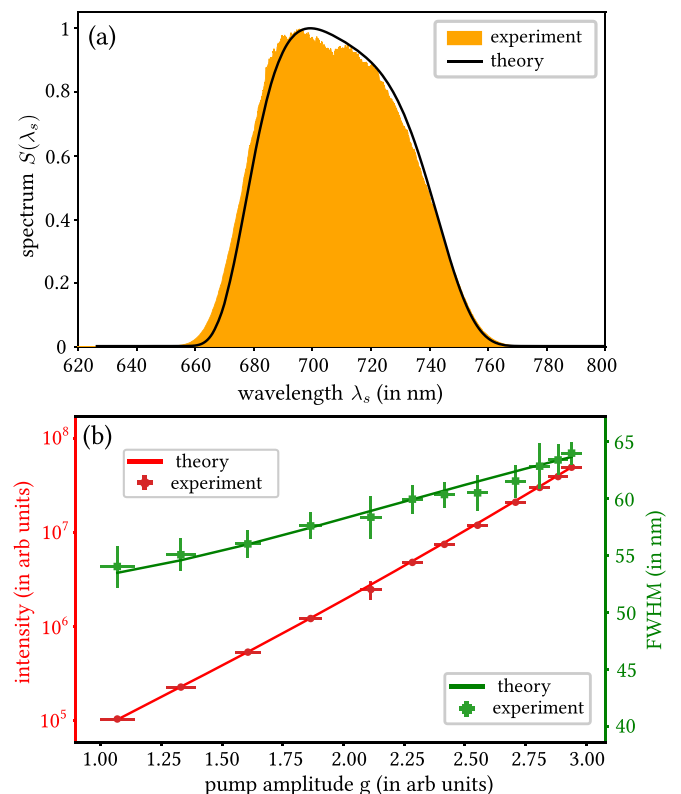 (a)
experiment
theory
spectrum S(λₛ)
1
0.8
0.6
0.4
0.2
0
620 640 660 680 700 720 740 760 780 800
wavelength λₛ (in nm)
(b)
theory
experiment
intensity (in arb units)
10⁸
10⁷
10⁶
10⁵
FWHM (in nm)
65
60
55
50
45
40
theory
experiment
1.00 1.25 1.50 1.75 2.00 2.25 2.50 2.75 3.00
pump amplitude g (in arb units)